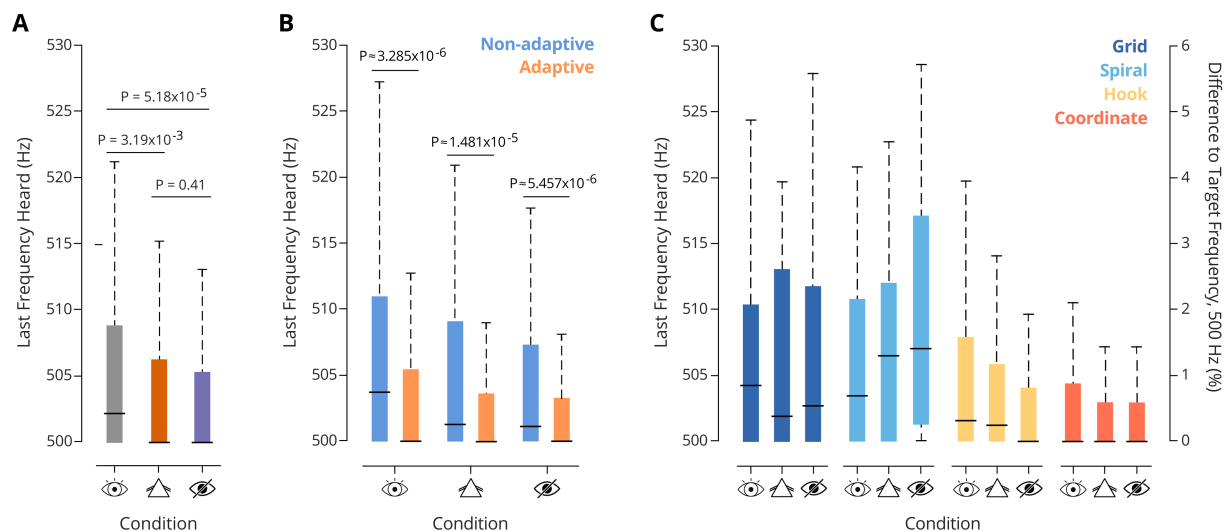 A
530
525
520
515
510
505
500
Last Frequency Heard (Hz)
P = 5.18x10-5
P = 3.19x10-3
P = 0.41
Condition
B
530
525
520
515
510
505
500
Last Frequency Heard (Hz)
Non-adaptive
Adaptive
P≈3.285x10-6
P≈1.481x10-5
P≈5.457x10-6
Condition
C
530
525
520
515
510
505
500
Last Frequency Heard (Hz)
Grid
Spiral
Hook
Coordinate
6
5
4
3
2
1
0
Difference to Target Frequency, 500 Hz (%)
Condition